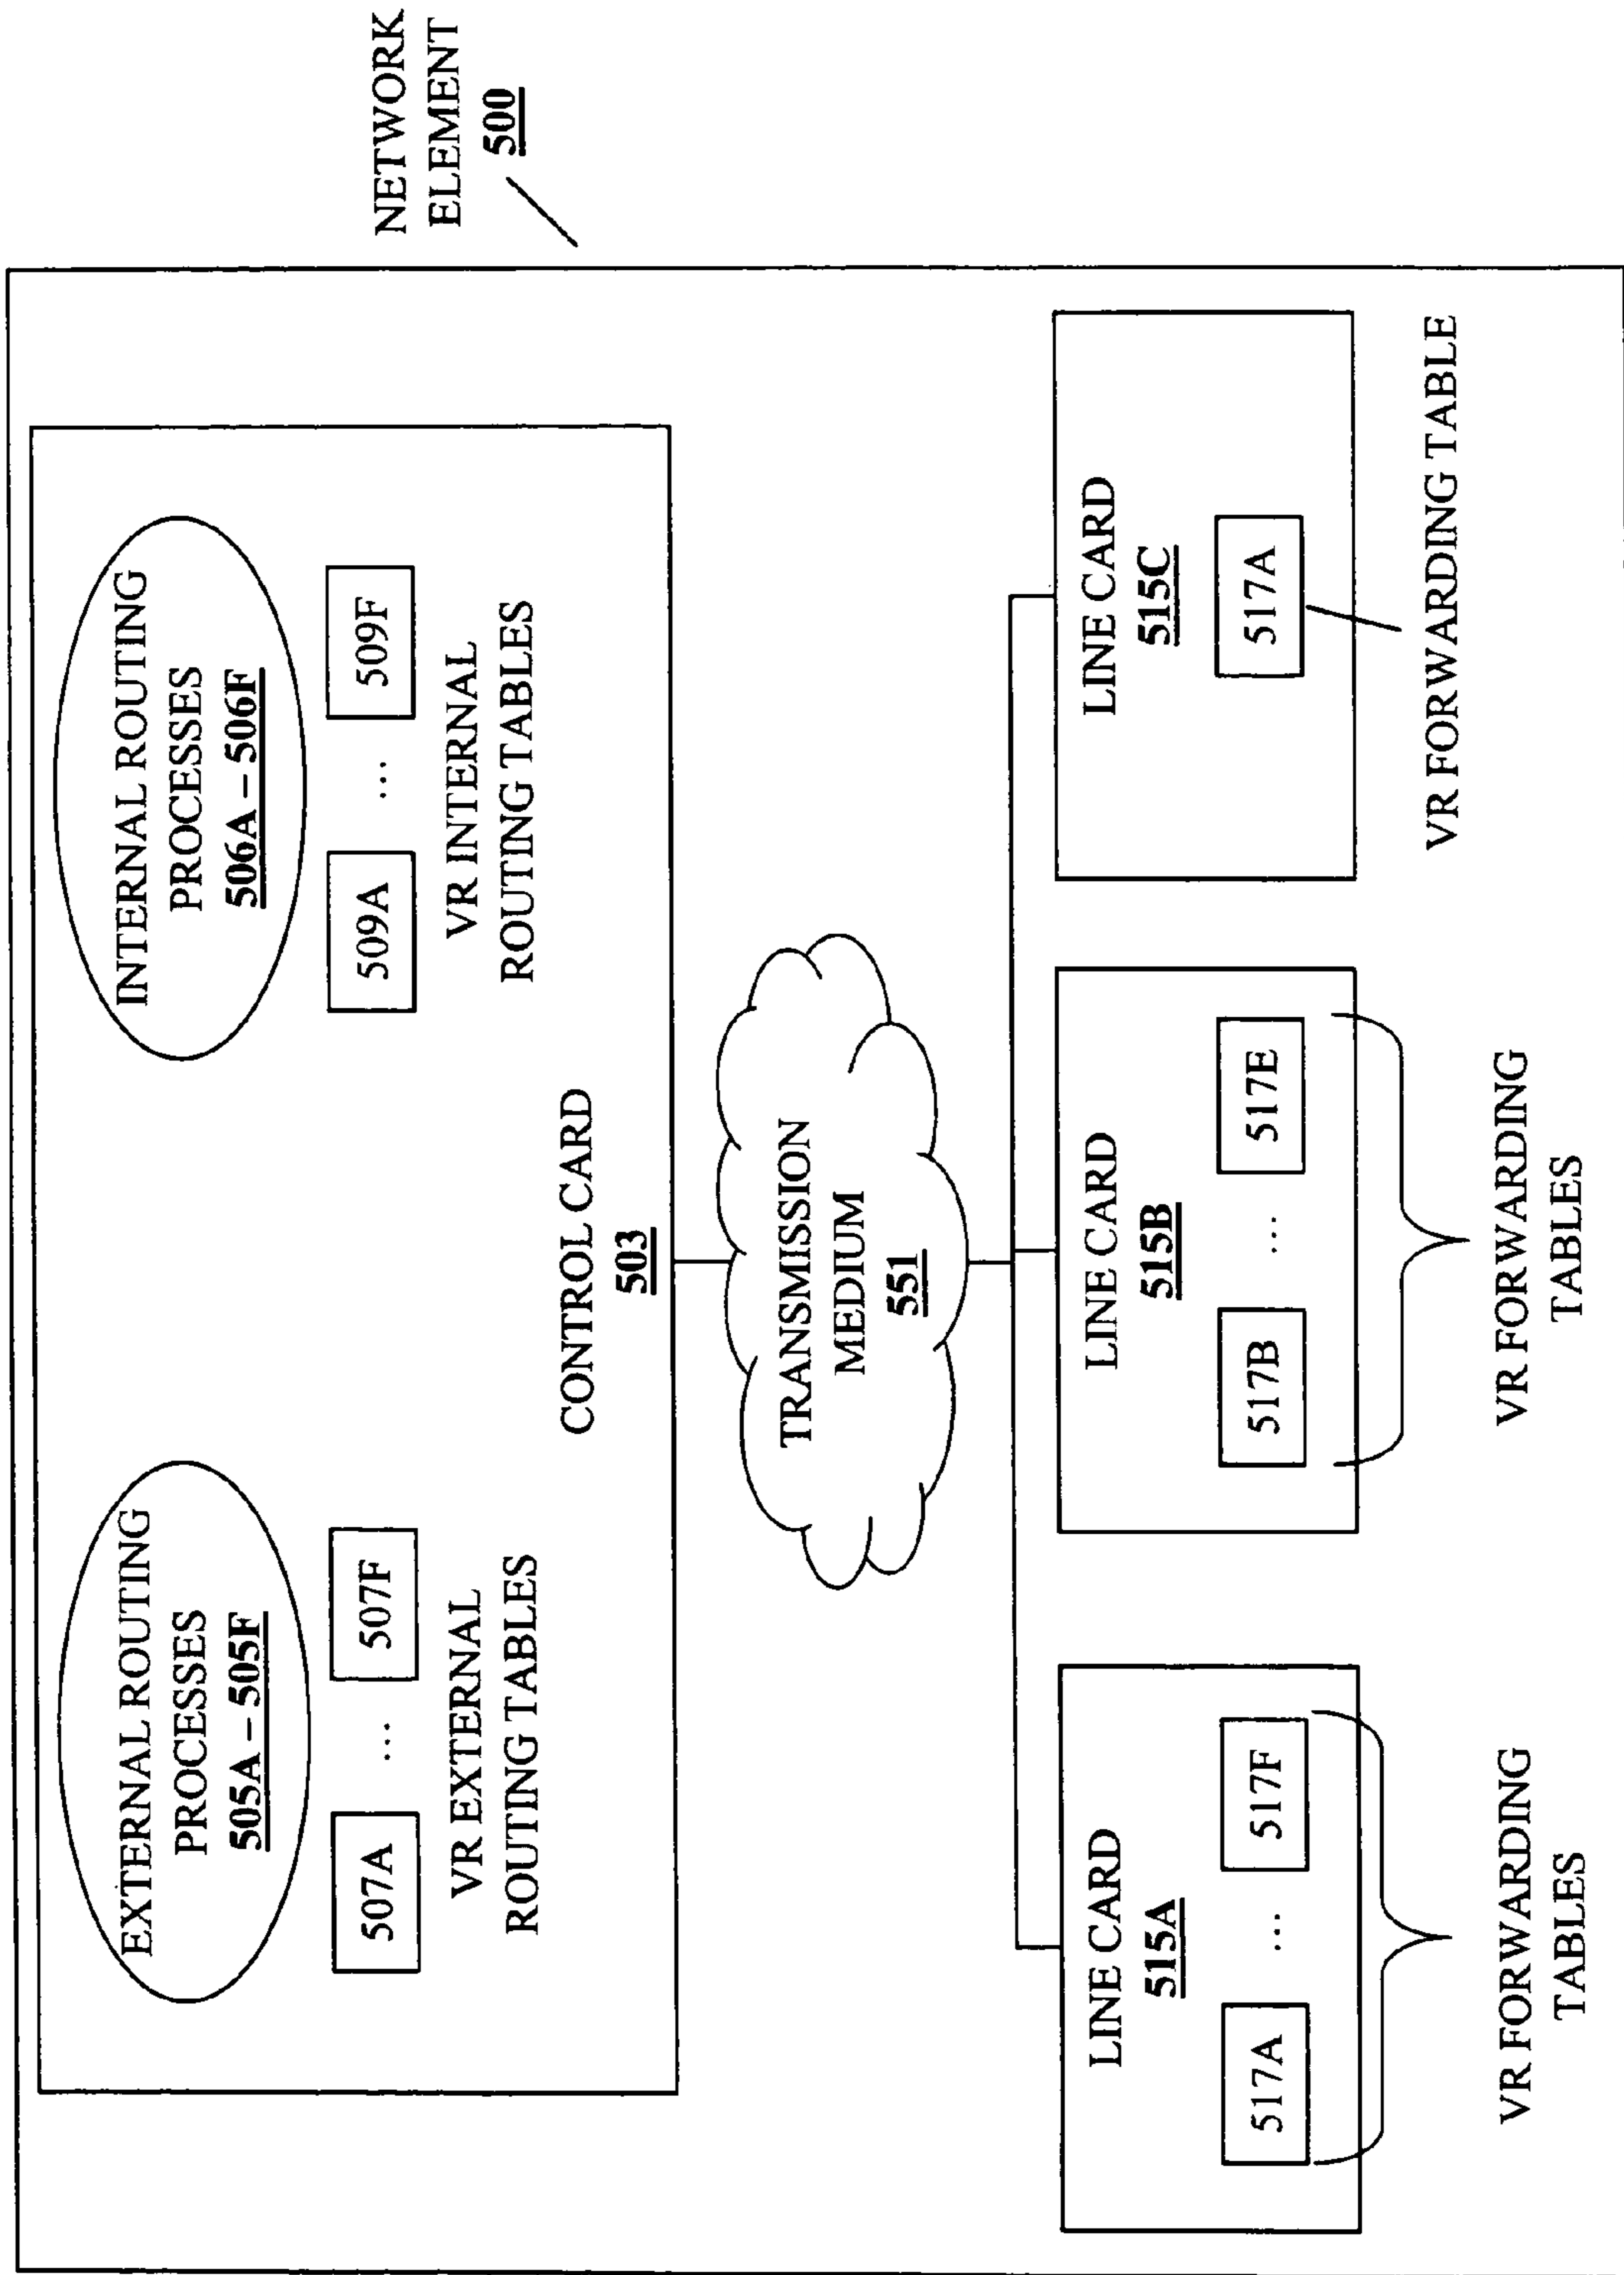 NETWORK
ELEMENT
500
EXTERNAL ROUTING
PROCESSES
505A – 505F
507A
...
507F
VR EXTERNAL
ROUTING TABLES
INTERNAL ROUTING
PROCESSES
506A – 506F
509A
...
509F
VR INTERNAL
ROUTING TABLES
CONTROL CARD
503
TRANSMISSION
MEDIUM
551
LINE CARD
515A
517A
...
517F
VR FORWARDING
TABLES
LINE CARD
515B
517B
...
517E
VR FORWARDING
TABLES
LINE CARD
515C
517A
VR FORWARDING TABLE